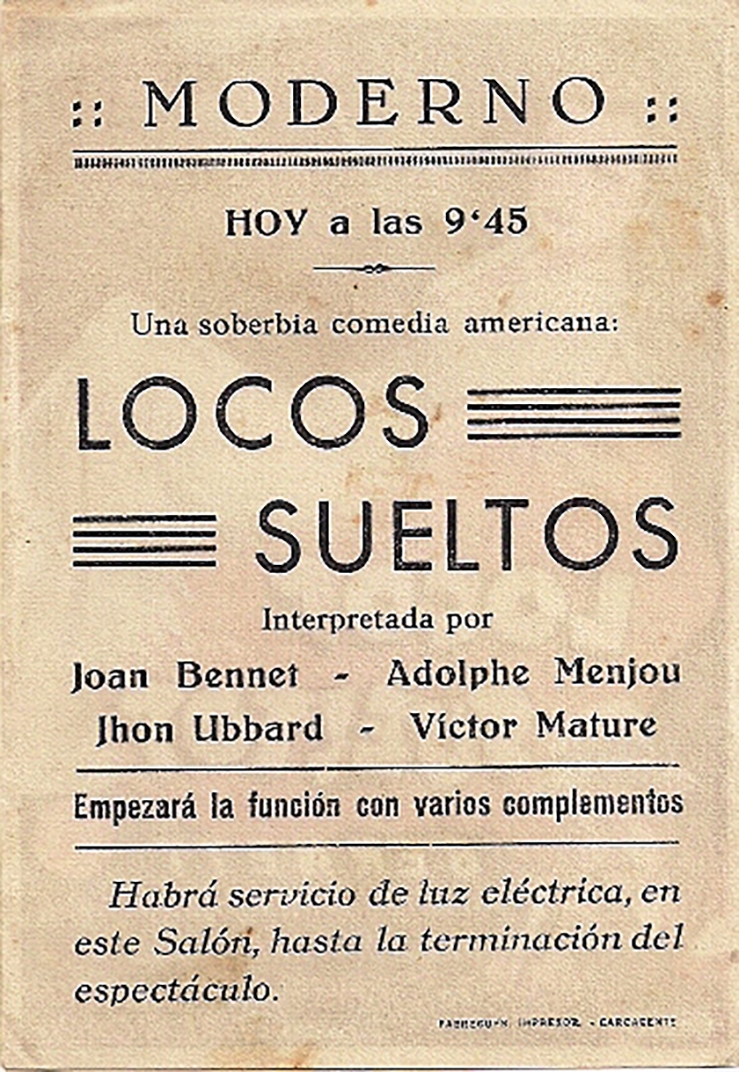 :: MODERNO ::
HOY a las 9‘45
Una soberbia comedia americana:
LOCOS
SUELTOS
Interpretada por
Joan Bennet - Adolphe Menjou
Jhon Ubbard - Víctor Mature
Empezará la función con varios complementos
Habrá servicio de luz eléctrica, en
este Salón, hasta la terminación del
espectáculo.
IMPRESOR. - CARCAGENTE